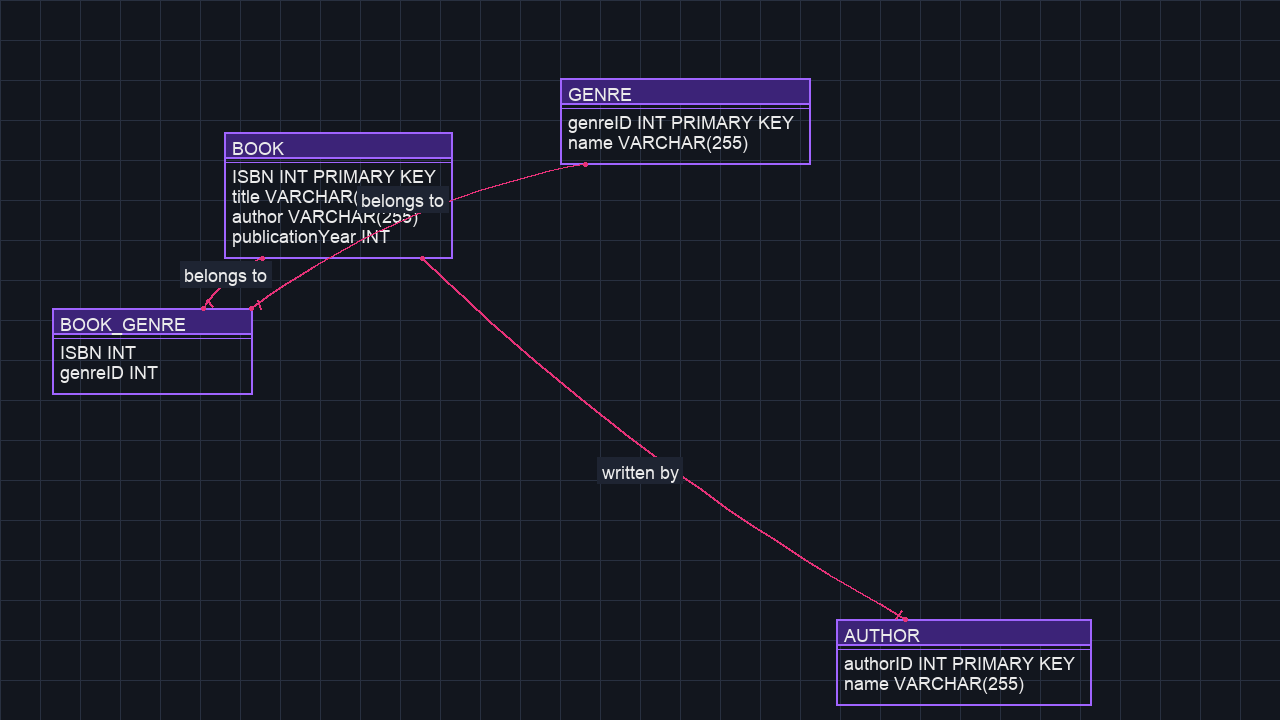 GENRE
genreID INT PRIMARY KEY
name VARCHAR(255)
BOOK
ISBN INT PRIMARY KEY
title VARCHAR(
belongs to
author VARCHAR(255)
publicationYear INT
belongs to
BOOK_GENRE
ISBN INT
genreID INT
written by
AUTHOR
authorID INT PRIMARY KEY
name VARCHAR(255)